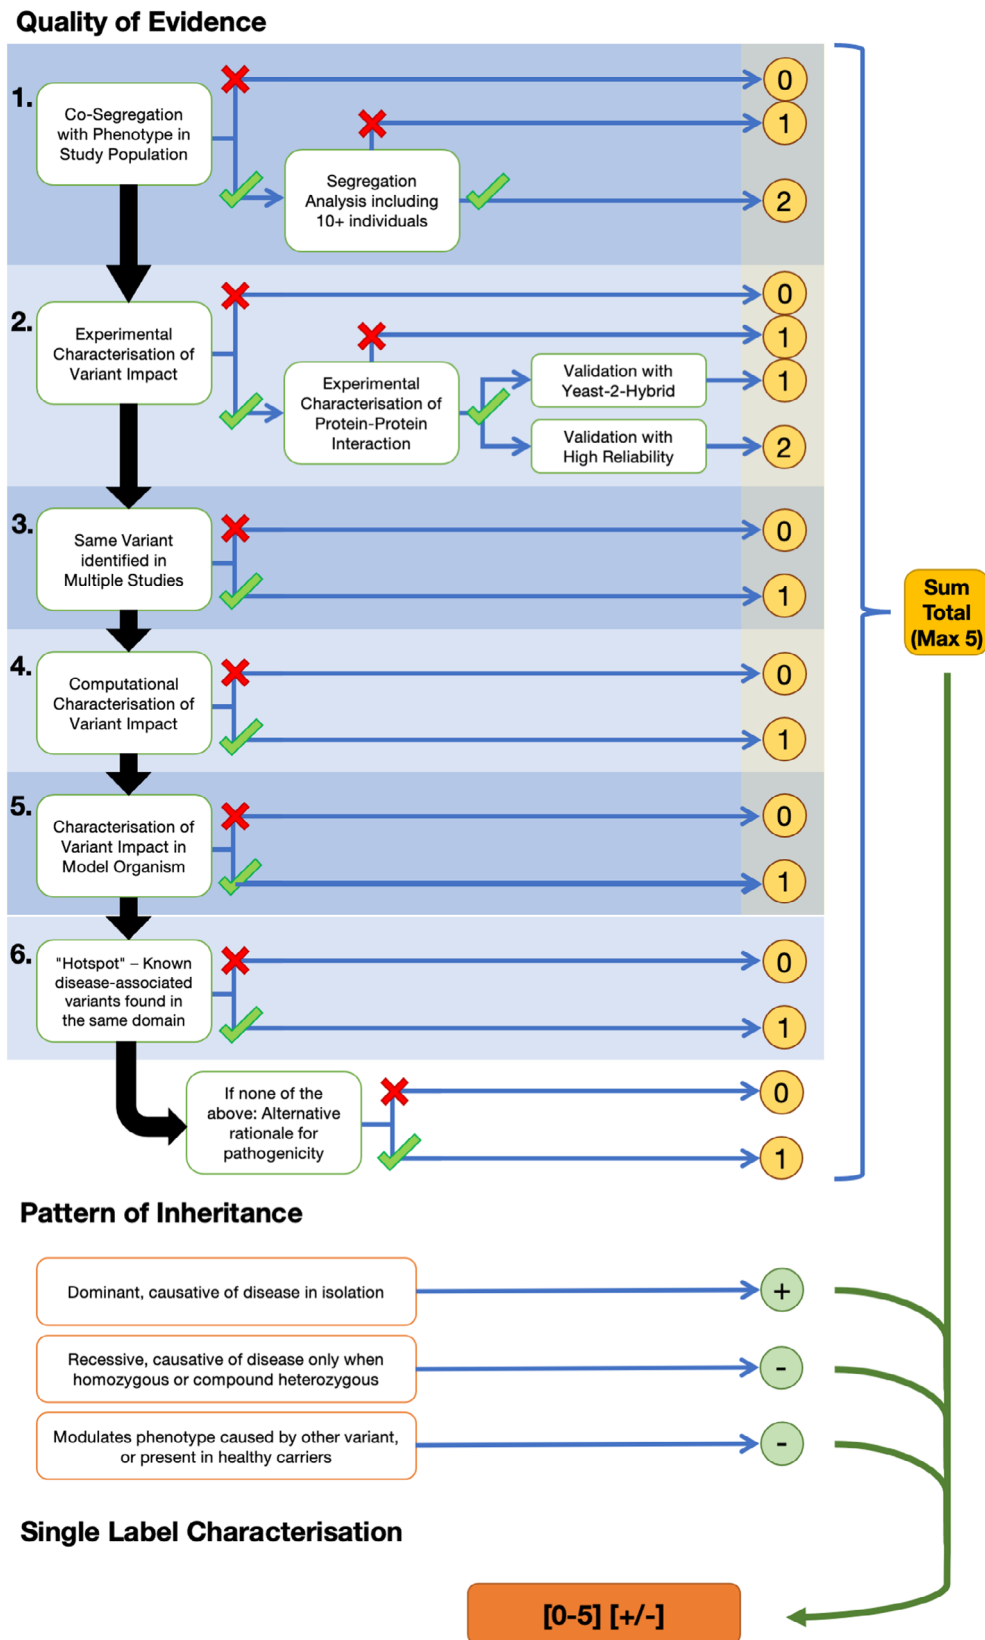 Quality of Evidence
1.
Co-Segregation
with Phenotype in
Study Population
Segregation
Analysis including
10+ individuals
0
1
2
2.
Experimental
Characterisation of
Variant Impact
Experimental
Characterisation of
Protein-Protein
Interaction
Validation with
Yeast-2-Hybrid
Validation with
High Reliability
0
1
1
2
3.
Same Variant
identified in
Multiple Studies
0
1
4.
Computational
Characterisation of
Variant Impact
0
1
5.
Characterisation of
Variant Impact in
Model Organism
0
1
6.
"Hotspot" – Known
disease-associated
variants found in
the same domain
0
1
If none of the
above: Alternative
rationale for
pathogenicity
0
1
Sum
Total
(Max 5)
Pattern of Inheritance
Dominant, causative of disease in isolation
+
Recessive, causative of disease only when
homozygous or compound heterozygous
-
Modulates phenotype caused by other variant,
or present in healthy carriers
-
Single Label Characterisation
[0-5] [+/-]